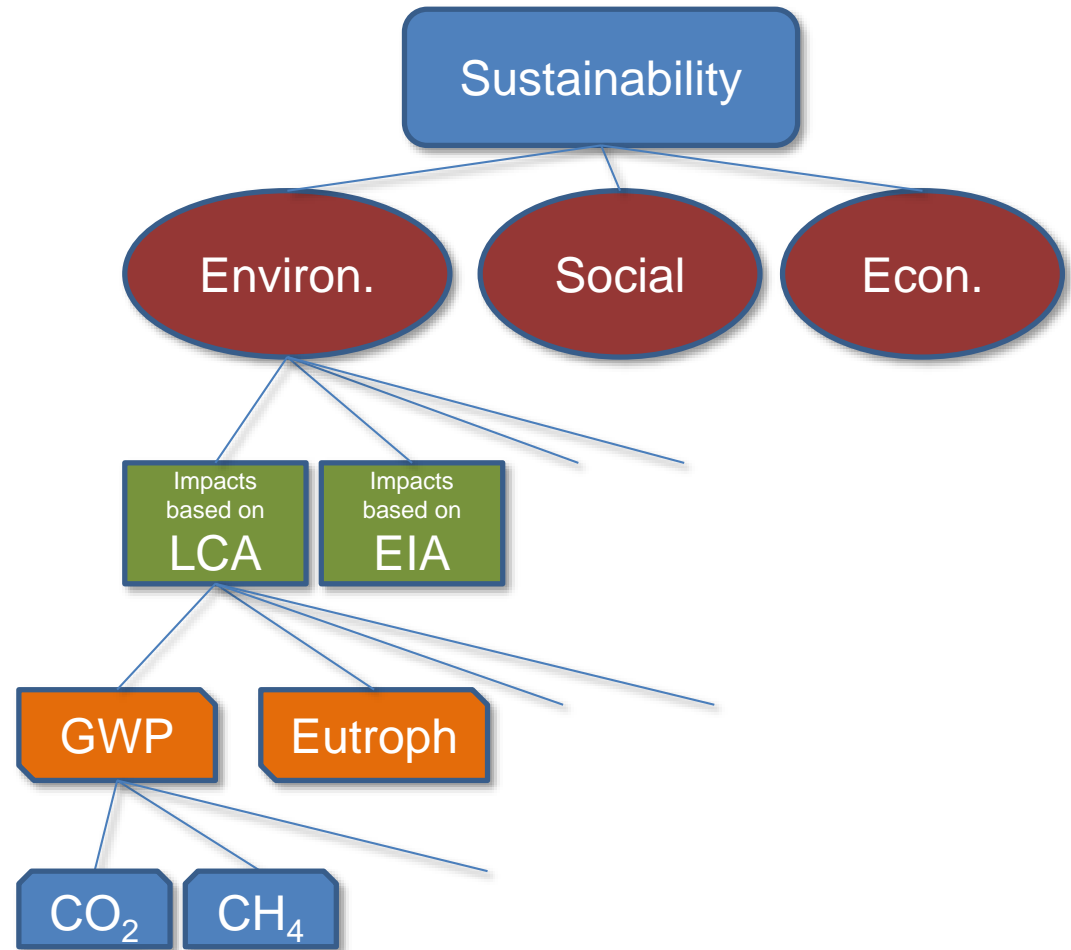 Sustainability
Environ.
Social
Econ.
Impacts
based on
LCA
Impacts
based on
EIA
GWP
Eutroph
CO₂
CH₄